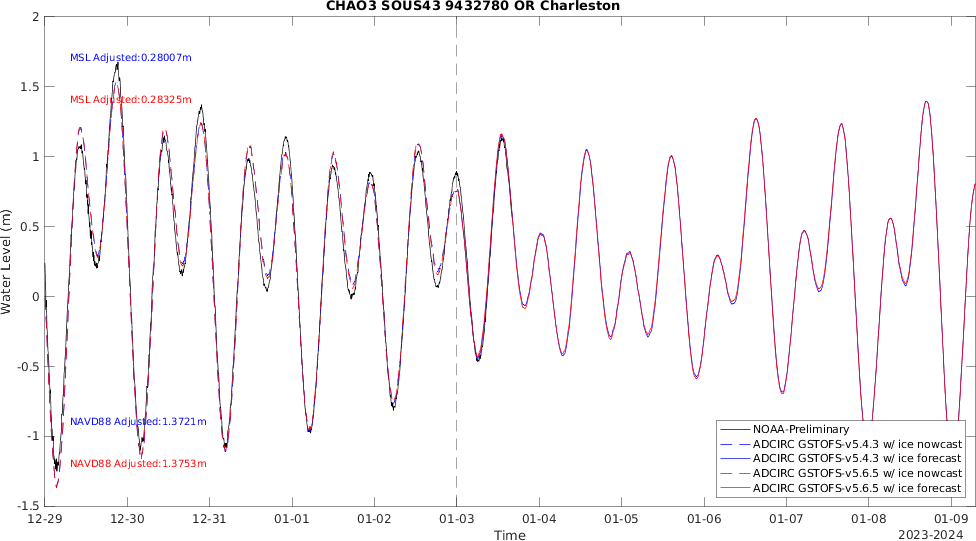 CHAO3 SOUS43 9432780 OR Charleston
Water Level (m)
2
1.5
1
0.5
0
-0.5
-1
-1.5
MSL Adjusted:0.28007m
MSL Adjusted:0.28325m
NAVD88 Adjusted:1.3721m
NAVD88 Adjusted:1.3753m
NOAA-Preliminary
ADCIRC GSTOFS-v5.4.3 w/ ice nowcast
ADCIRC GSTOFS-v5.4.3 w/ ice forecast
ADCIRC GSTOFS-v5.6.5 w/ ice nowcast
ADCIRC GSTOFS-v5.6.5 w/ ice forecast
12-29 12-30 12-31 01-01 01-02 01-03 01-04 01-05 01-06 01-07 01-08 01-09
Time
2023-2024